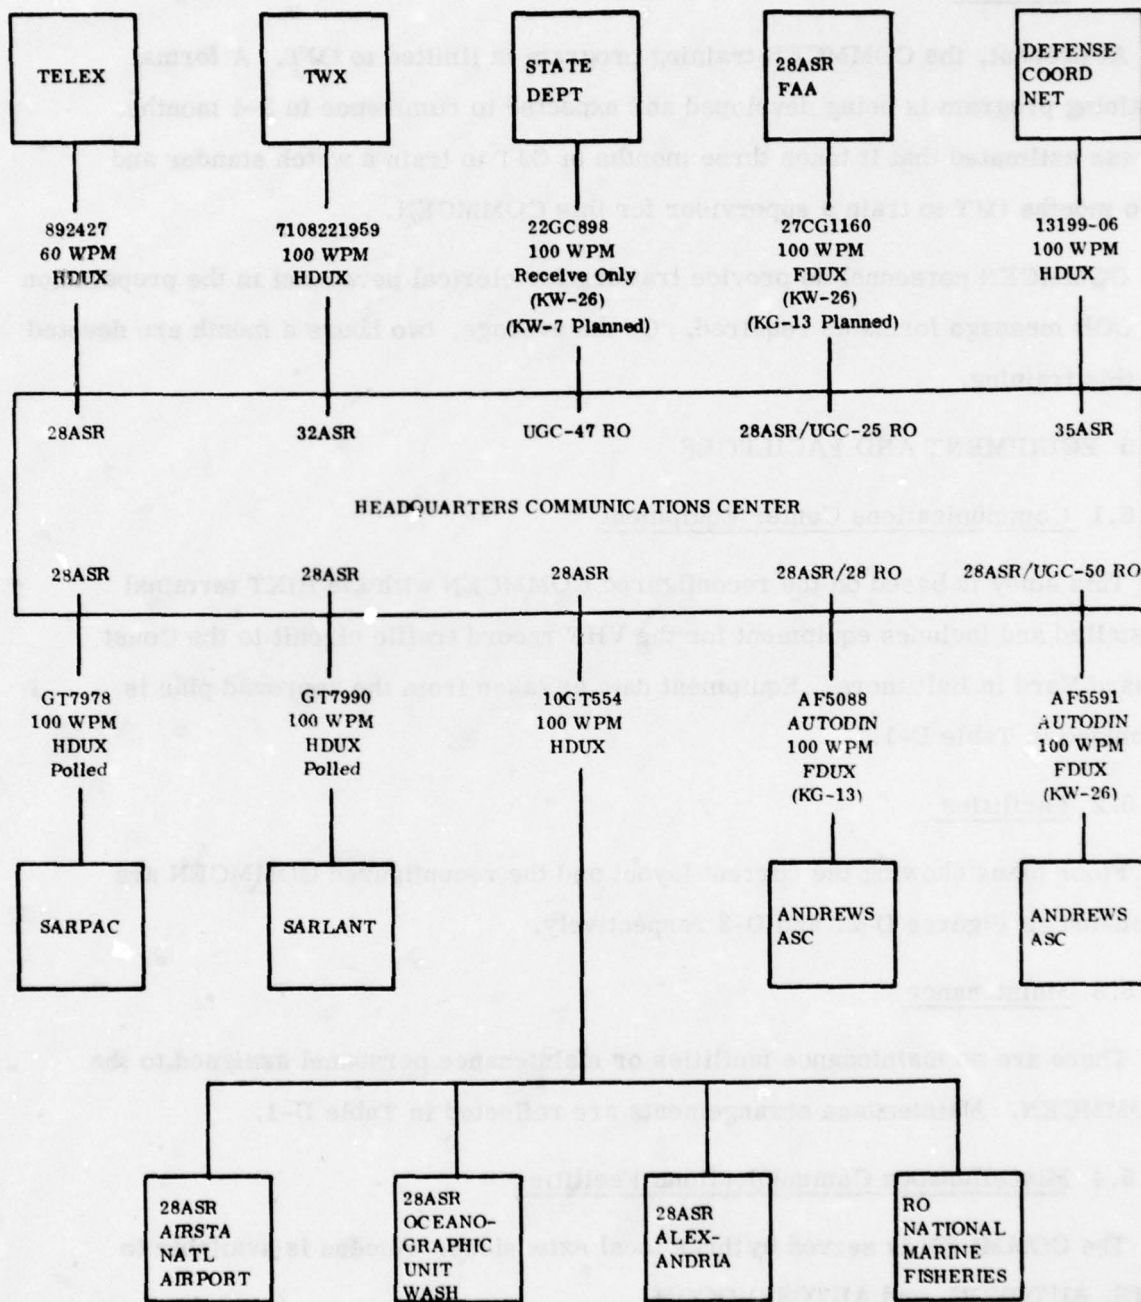 TELEX
TWX
STATE
DEPT
28ASR
FAA
DEFENSE
COORD
NET
892427
60 WPM
HDUX
7108221959
100 WPM
HDUX
22GC898
100 WPM
Receive Only
(KW-26)
(KW-7 Planned)
27CG1160
100 WPM
FDUX
(KW-26)
(KG-13 Planned)
13199-06
100 WPM
HDUX
28ASR
32ASR
UGC-47 RO
28ASR/UGC-25 RO
35ASR
HEADQUARTERS COMMUNICATIONS CENTER
28ASR
28ASR
28ASR
28ASR/28 RO
28ASR/UGC-50 RO
GT7978
100 WPM
HDUX
Polled
GT7990
100 WPM
HDUX
Polled
10GT554
100 WPM
HDUX
AF5088
AUTODIN
100 WPM
FDUX
(KG-13)
AF5591
AUTODIN
100 WPM
FDUX
(KW-26)
SARPAC
SARLANT
ANDREWS
ASC
ANDREWS
ASC
28ASR
AIRSTA
NATL
AIRPORT
28ASR
OCEANO-
GRAPHIC
UNIT
WASH
28ASR
ALEX-
ANDRIA
RO
NATIONAL
MARINE
FISHERIES